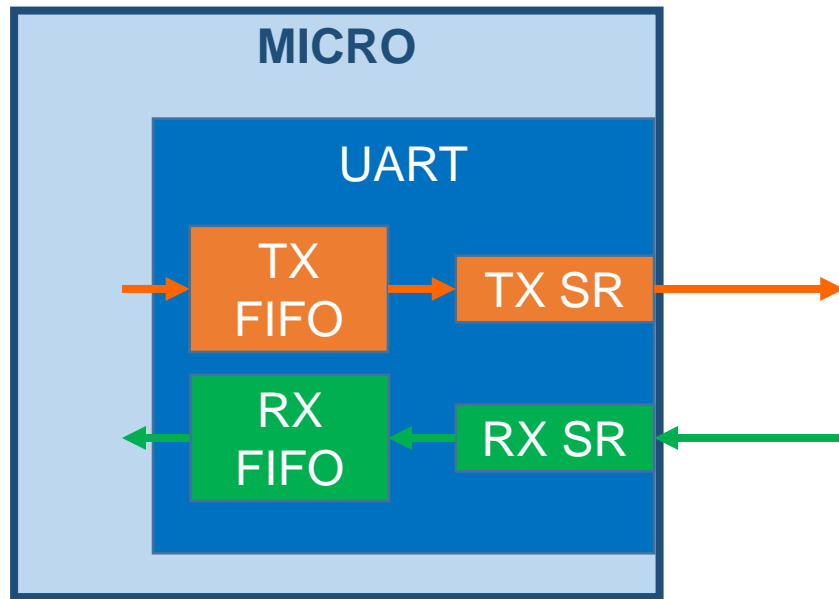 MICRO
UART
TX
FIFO
TX SR
RX
FIFO
RX SR